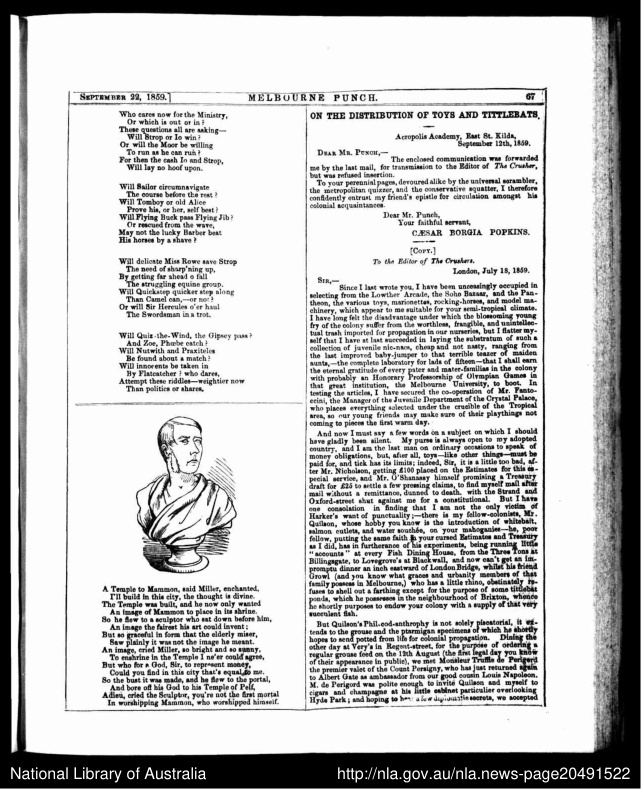 SEPTEMBER 22, 1859.]
MELBOURNE PUNCH.
67
Who cares now for the Ministry,
Or which is out or in?
These questions all are asking—
Will Strop or Io win?
Or will the Moor be willing
To run as he can run?
For them the cash Io and Strop,
Will lay no hoof upon.
Will Sailor circumnavigate
The course before the rest?
Will Tomboy or old Alice
Prove his, or her, self best?
Will Flying Buck pass Flying Jib?
Or rescued from the wave,
May not the lucky Barber beat
His horses by a shave?
Will delicate Miss Rowe save Strop
The need of sharp'ning up,
By getting far ahead o fall
The struggling equine group.
Will Quickstep quicker step along
Than Camel can,—or no!?
Or will Sir Hercules o'er haul
The Swordsman in a trot.
Will Quiz-the-Wind, the Gipsey pass?
And Zoe, Phœbe catch?
Will Nutwith and Praxiteles
Be found about a match?
Will innocents be taken in
By Flatcatcher? who dares,
Attempt these riddles—weightier now
Than politics or shares.
A Temple to Mammon, said Miller, enchanted,
I'll build in this city, the thought is divine.
The Temple was built, and he now only wanted
An image of Mammon to place in its shrine.
So he flew to a sculptor who sat down before him,
An image the fairest his art could invent;
But so graceful in form that the elderly miser,
Saw plainly it was not the image he meant.
An image, cried Miller, so bright and so sunny,
To enshrine in the Temple I ne'er could agree,
But who for a God, Sir, to represent money,
Could you find in this city that's equal to me.
So the bust it was made, and he flew to the portal,
And bore off his God to his Temple of Pelf,
Adieu, cried the Sculptor, you're not the first mortal
In worshipping Mammon, who worshipped himself.
ON THE DISTRIBUTION OF TOYS AND TITTLEBATS.
Acropolis Academy, East St. Kilda,
September 12th, 1859.
DEAR MR. PUNCH,—
The enclosed communication was forwarded
me by the last mail, for transmission to the Editor of The Crusher,
but was refused insertion.
To your pages, devoured alike by the universal scrambler,
the metropolitan quizzer, and the conservative squatter, I therefore
confidently entrust my friend's epistle for circulation amongst his
colonial acquaintances.
Dear Mr. Punch,
Your faithful servant,
CÆSAR BORGIA POPKINS.
[COPY.]
To the Editor of The Crushers.
London, July 18, 1859.
SIR,—
Since I last wrote you, I have been unceasingly occupied in
selecting from the Lowther Arcade, the Soho Bazaar, and the Pan-
theon, the various toys, marionettes, rocking-horses, and model ma-
chinery, which appear to me suitable for your semi-tropical climate.
I have long felt the disadvantage under which the blossoming young
fry of the colony suffer from the worthless, frangible, and unintellec-
tual trash imported for propagation in our nurseries, but I flatter my-
self that I have at last succeeded in laying the substratum of such a
collection of juvenile nic-nacs, cheap and not nasty, ranging from
the last improved baby-jumper to that terrible teazer of maiden
aunts,—the complete laboratory for lads of fifteen—that I shall earn
the eternal gratitude of every pater and mater-familias in the colony
with probably an Honorary Professorship of Olympian Games in
that great institution, the Melbourne University, to boot. In
testing the articles, I have secured the co-operation of Mr. Fanto-
ccini, the Manager of the Juvenile Department of the Crystal Palace,
who places everything selected under the crucible of the Tropical
area, so our young friends may make sure of their playthings not
coming to pieces the first warm day.
And now I must say a few words on a subject on which I should
have gladly been silent. My purse is always open to my adopted
country, and I am the last man on ordinary occasions to speak of
money obligations, but, after all, toys—like other things—must be
paid for, and tick has its limits; indeed, Sir, it is a little too bad, af-
ter Mr. Nicholson, getting £100 placed on the Estimates for this es-
pecial service, and Mr. O'Shanassy himself promising a Treasury
draft for £25 to settle a few pressing claims, to find myself mail after
mail without a remittance, dunned to death, with the Strand and
Oxford-street shut against me for a constitutional. But I have
one consolation in finding that I am not the only victim of
Harker's want of punctuality;—there is my fellow-colonists, Mr.
Quilson, whose hobby you know is the introduction of whitebait,
salmon cutlets, and water souchée, on your mahoganies—he, poor
fellow, putting the same faith in your cursed Estimates and Treasury
as I did, has in furtherance of his experiments, being running little
"accounts" at every Fish Dining House, from the Three Tons at
Billingsgate, to Lovegrove's at Blackwall, and now can't get an im-
promptu dinner an inch eastward of London Bridge, whilst his friend
Growl (and you know what graces and urbanity members of that
family possess in Melbourne,) who has a little rhino, obstinately re-
fuses to shell out a farthing except for the purpose of some tittlebat
ponds, which he possesses in the neighbourhood of Brixton, whence
he shortly purposes to endow your colony with a supply of that very
succulent fish.
But Quilson's Phil-cod-anthrophy is not solely piscatorial, it ex-
tends to the grouse and the ptarmigan specimens of which he shortly
hopes to send potted from life for colonial propagation. Dining the
other day at Very's in Regent-street, for the purpose of ordering a
regular grouse feed on the 12th August (the first legal day you know
of their appearance in public), we met Monsieur Truffle de Perigord
the premier valet of the Count Persigny, who has just returned again
to Albert Gate as ambassador from our good cousin Louis Napoleon.
M. de Perigord was polite enough to invite Quilson and myself to
cigars and champagne at his little cabinet particulier overlooking
Hyde Park; and hoping to hear a few diplomatic secrets, we accepted
National Library of Australia
http://nla.gov.au/nla.news-page20491522